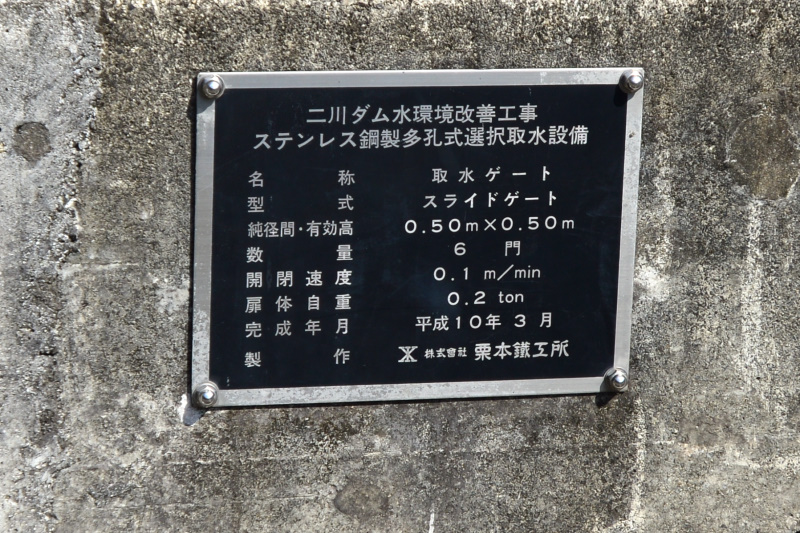 二川ダム水環境改善工事
ステンレス鋼製多孔式選択取水設備
名称 取水ゲート
型式 スライドゲート
純径間・有効高 0.50m×0.50m
数量 6門
開閉速度 0.1 m/min
扉体自重 0.2 ton
完成年月 平成10年3月
製作 株式會社 栗本鐵工所